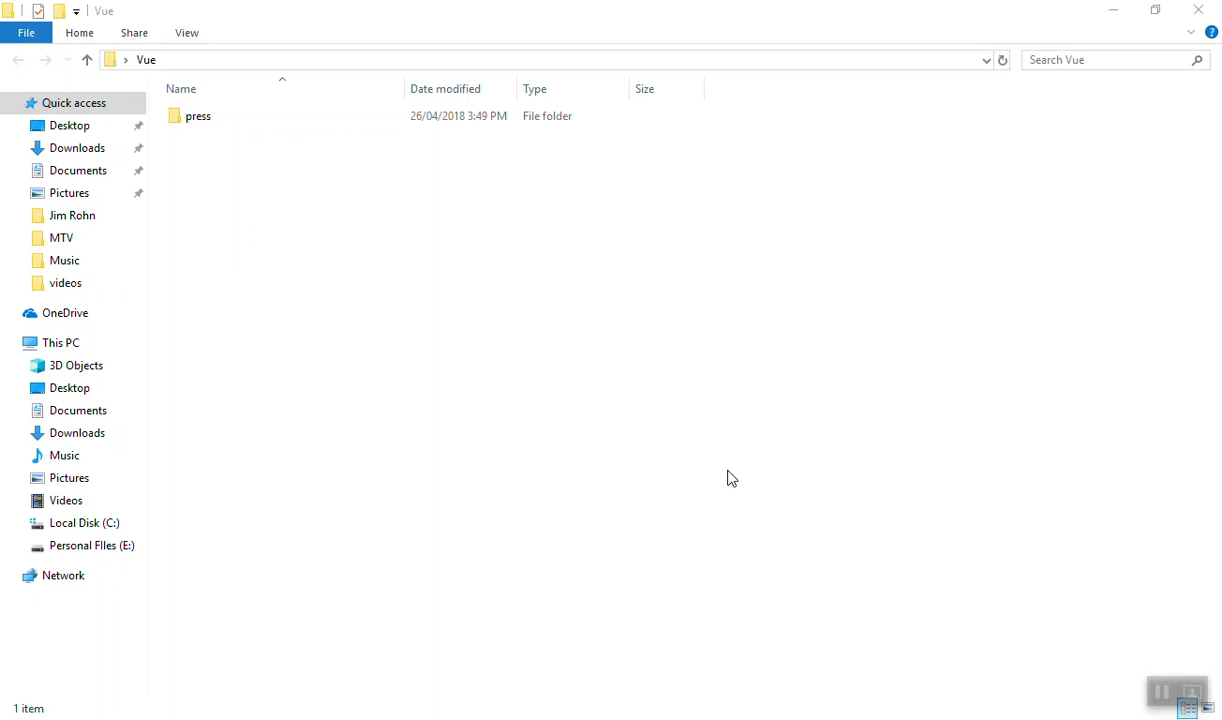 Vue
File Home Share View
Vue
Search Vue
Name Date modified Type Size
press 26/04/2018 3:49 PM File folder
Quick access
Desktop
Downloads
Documents
Pictures
Jim Rohn
MTV
Music
videos
OneDrive
This PC
3D Objects
Desktop
Documents
Downloads
Music
Pictures
Videos
Local Disk (C:)
Personal FIles (E:)
Network
1 item